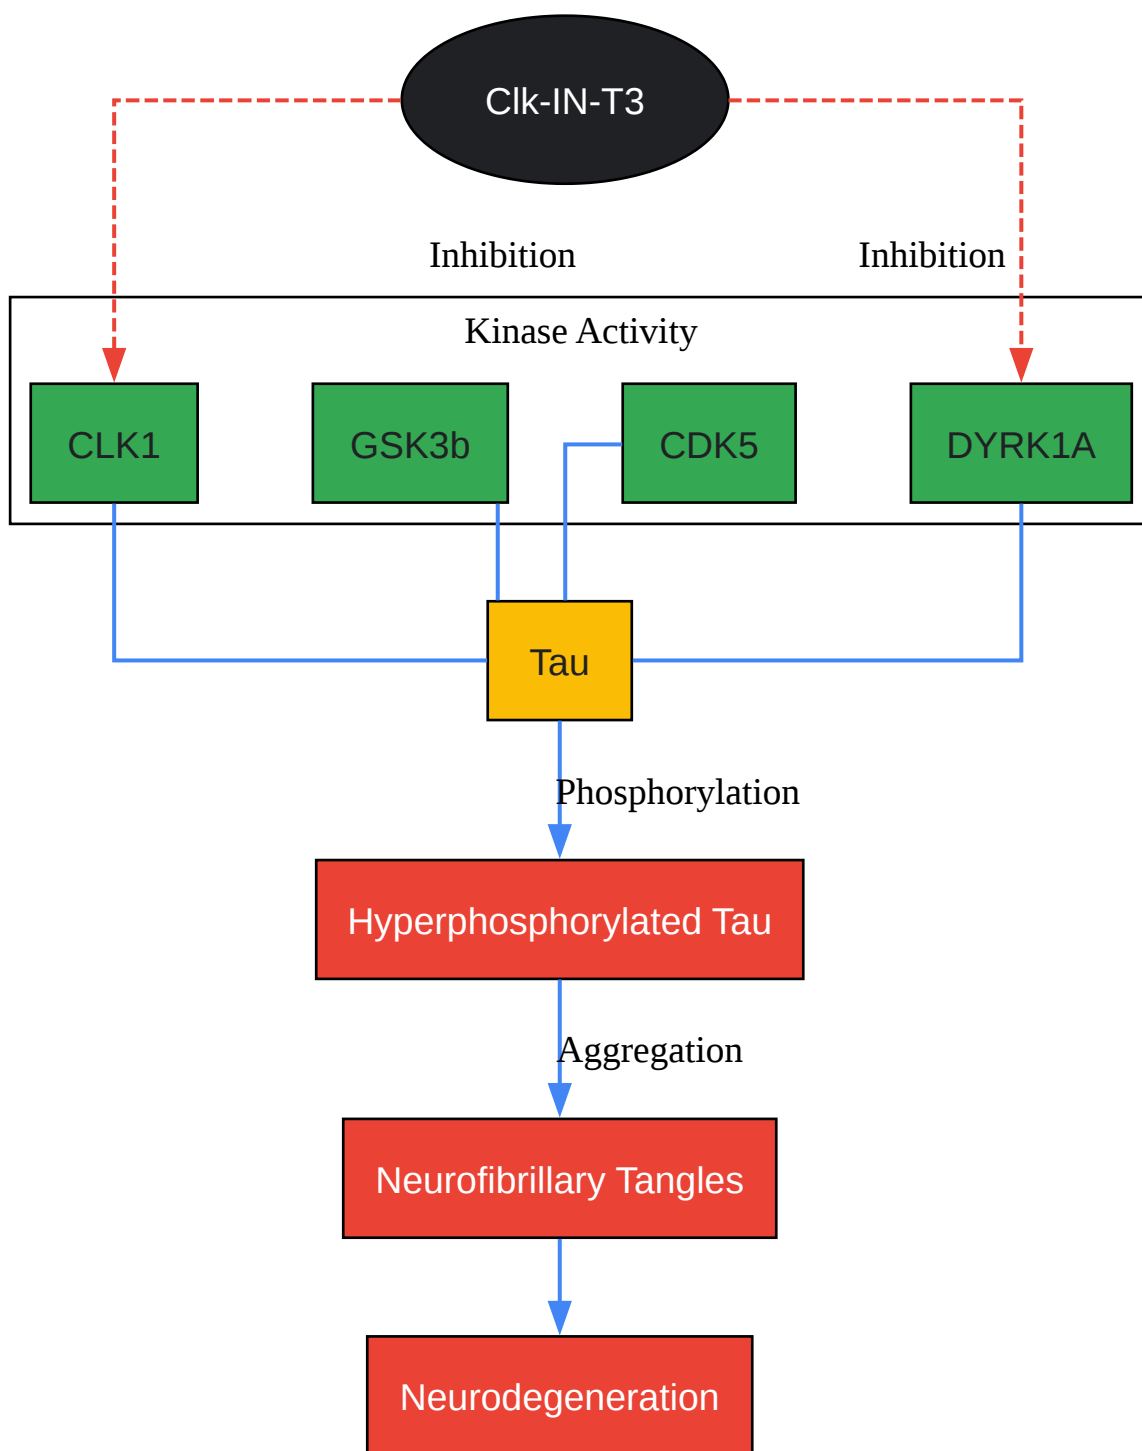 Clk-IN-T3
Inhibition
Inhibition
Kinase Activity
CLK1
GSK3b
CDK5
DYRK1A
Tau
Phosphorylation
Hyperphosphorylated Tau
Aggregation
Neurofibrillary Tangles
Neurodegeneration